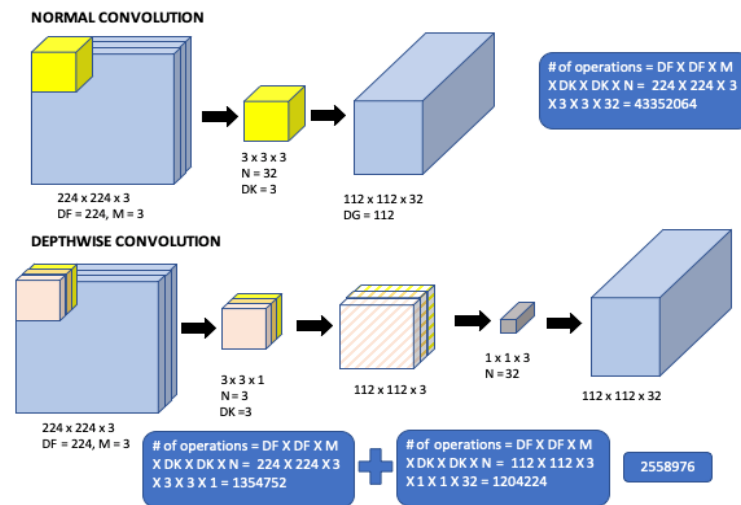 NORMAL CONVOLUTION
# of operations = DF X DF X M
X DK X DK X N = 224 X 224 X 3
X 3 X 3 X 32 = 43352064
3 x 3 x 3
N = 32
DK = 3
224 x 224 x 3
DF = 224, M = 3
112 x 112 x 32
DG = 112
DEPTHWISE CONVOLUTION
3 x 3 x 1
N = 3
DK =3
112 x 112 x 3
1 x 1 x 3
N = 32
112 x 112 x 32
224 x 224 x 3
DF = 224, M = 3
# of operations = DF X DF X M
X DK X DK X N = 224 X 224 X 3
X 3 X 3 X 1 = 1354752
# of operations = DF X DF X M
X DK X DK X N = 112 X 112 X 3
X 1 X 1 X 32 = 1204224
2558976